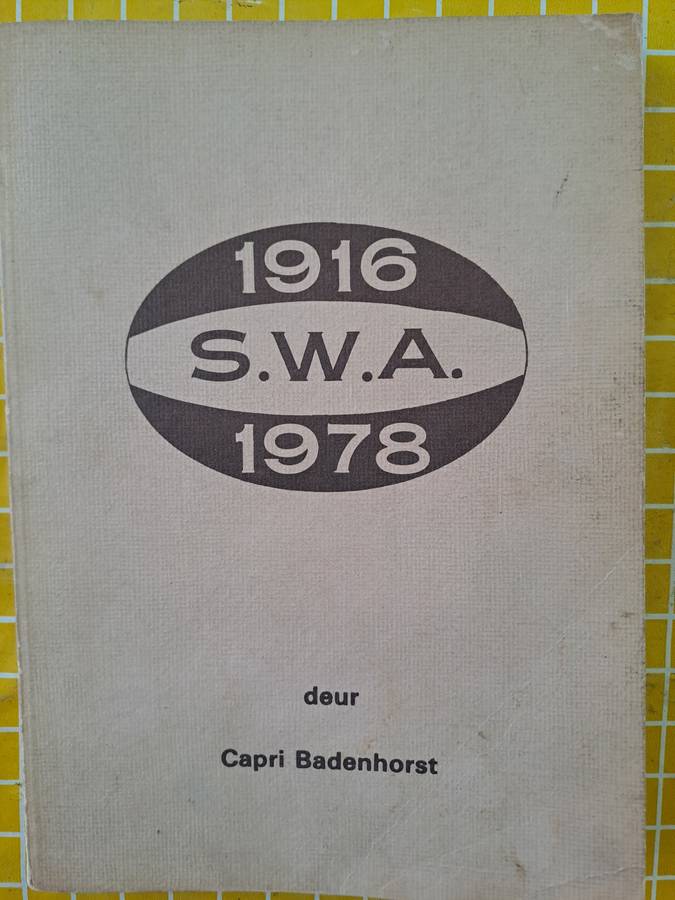 1916
S.W.A.
1978
deur
Capri Badenhorst